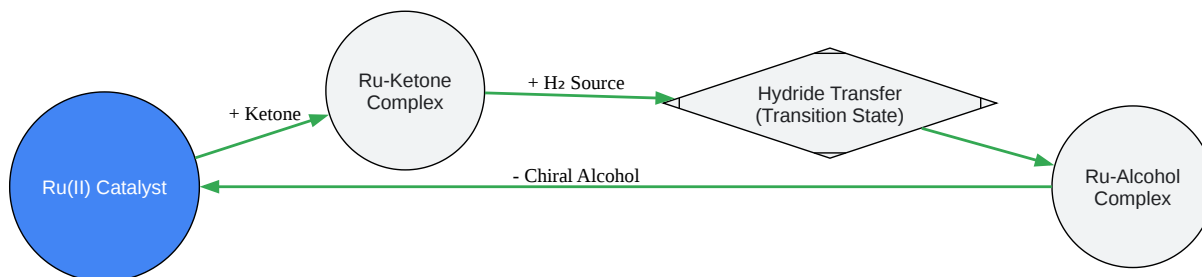 Ru-Ketone
Complex
+ H₂ Source
Hydride Transfer
(Transition State)
+ Ketone
Ru(II) Catalyst
- Chiral Alcohol
Ru-Alcohol
Complex